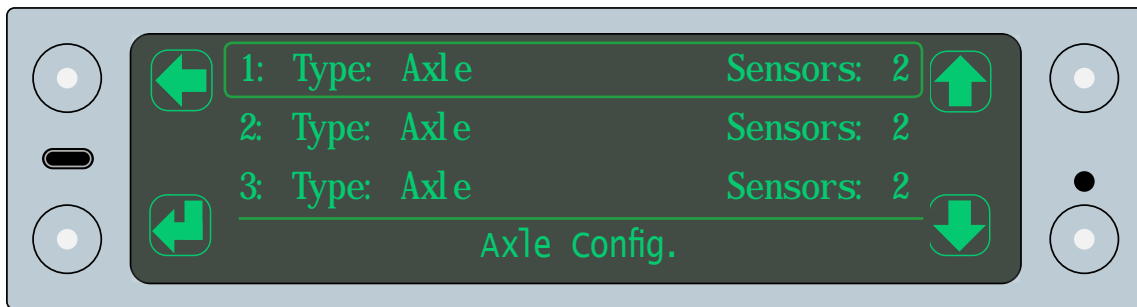 1: Type: Axle Sensors: 2
2: Type: Axle Sensors: 2
3: Type: Axle Sensors: 2
Axle Config.